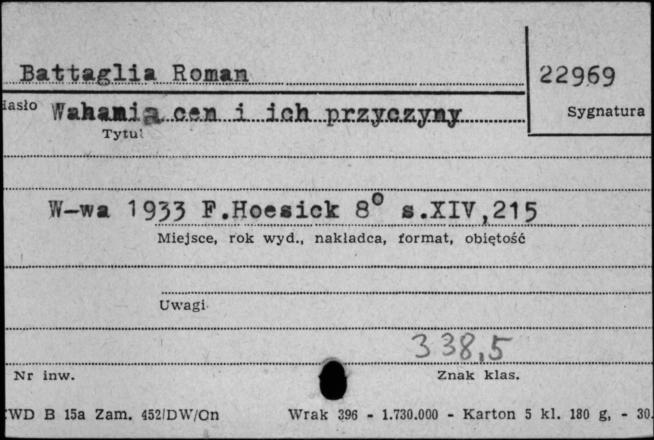 Battaglia Roman
22969
iasło Wahania cen i ich przyczyny
Sygnatura
Tytuł
W-wa 1933 F.Hoesick 8° s.XIV,215
Miejsce, rok wyd., nakładca, format, obiętość
Uwagi
338,5
Nr inw. Znak klas.
WD B 15a Zam. 452/DW/On Wrak 396 - 1.730.000 - Karton 5 kl. 180 g, - 30.